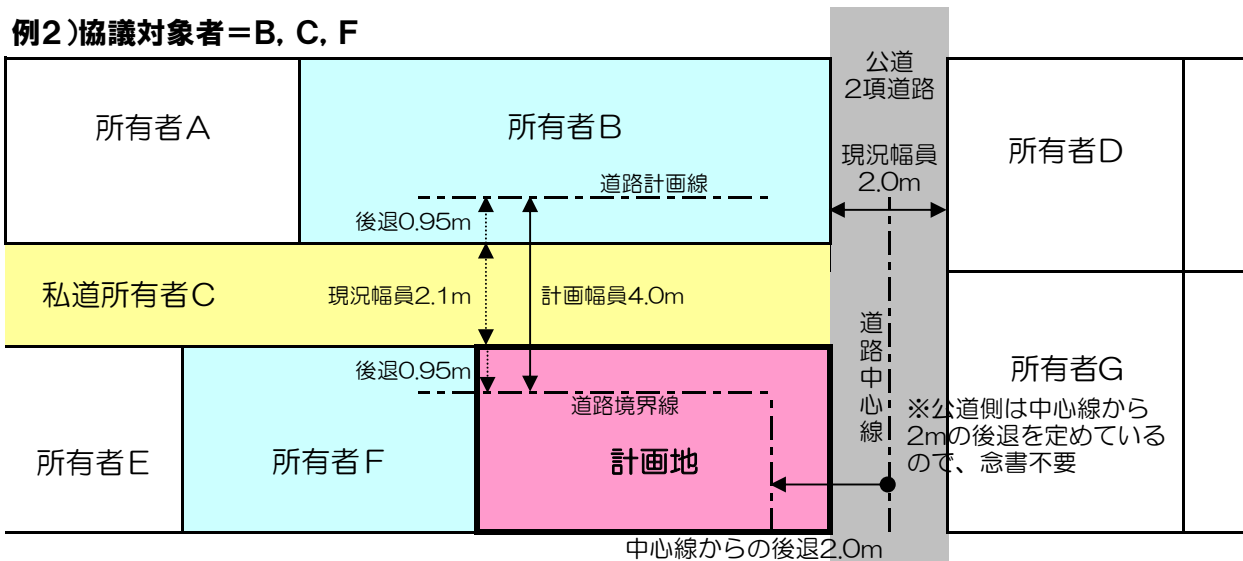 例2）協議対象者＝B, C, F
公道
2項道路
所有者A
所有者B
現況幅員
2.0m
所有者D
道路計画線
後退0.95m
私道所有者C
現況幅員2.1m
計画幅員4.0m
道路中心線
後退0.95m
道路境界線
所有者G
※公道側は中心線から
2mの後退を定めている
ので、念書不要
所有者E
所有者F
計画地
中心線からの後退2.0m